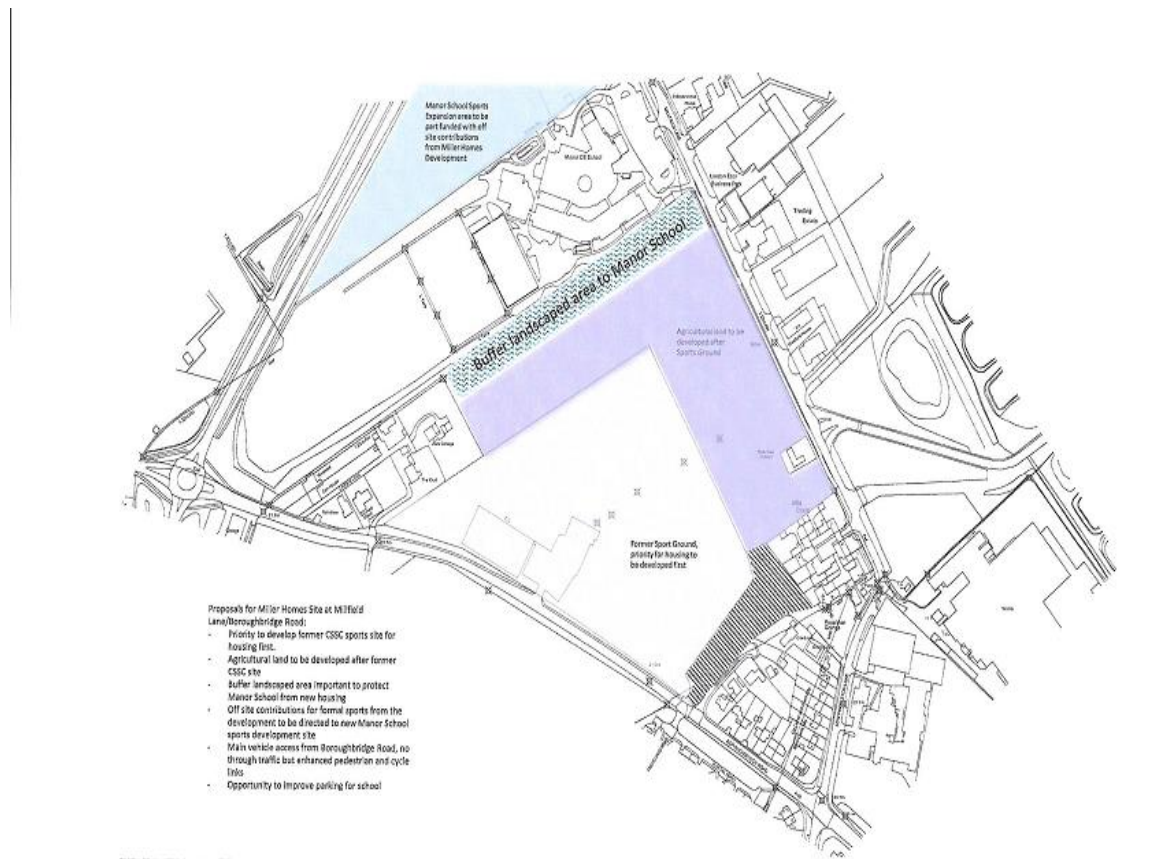 Manor School Sports
Expansion area to be
part funded with off
site contributions
from Miller Homes
Development
Manor CE School
Trading
Estate
Buffer landscaped area to Manor School
Agricultural land to be
developed after
Sports Ground
Former Sport Ground,
priority for housing to
be developed first
Proposals for Miller Homes Site at Millfield
Lane/Boroughbridge Road:
- Priority to develop former CSSC sports site for
housing first.
- Agricultural land to be developed after former
CSSC site
- Buffer landscaped area important to protect
Manor School from new housing
- Off site contributions for formal sports from the
development to be directed to new Manor School
sports development site
- Main vehicle access from Boroughbridge Road, no
through traffic but enhanced pedestrian and cycle
links
- Opportunity to improve parking for school